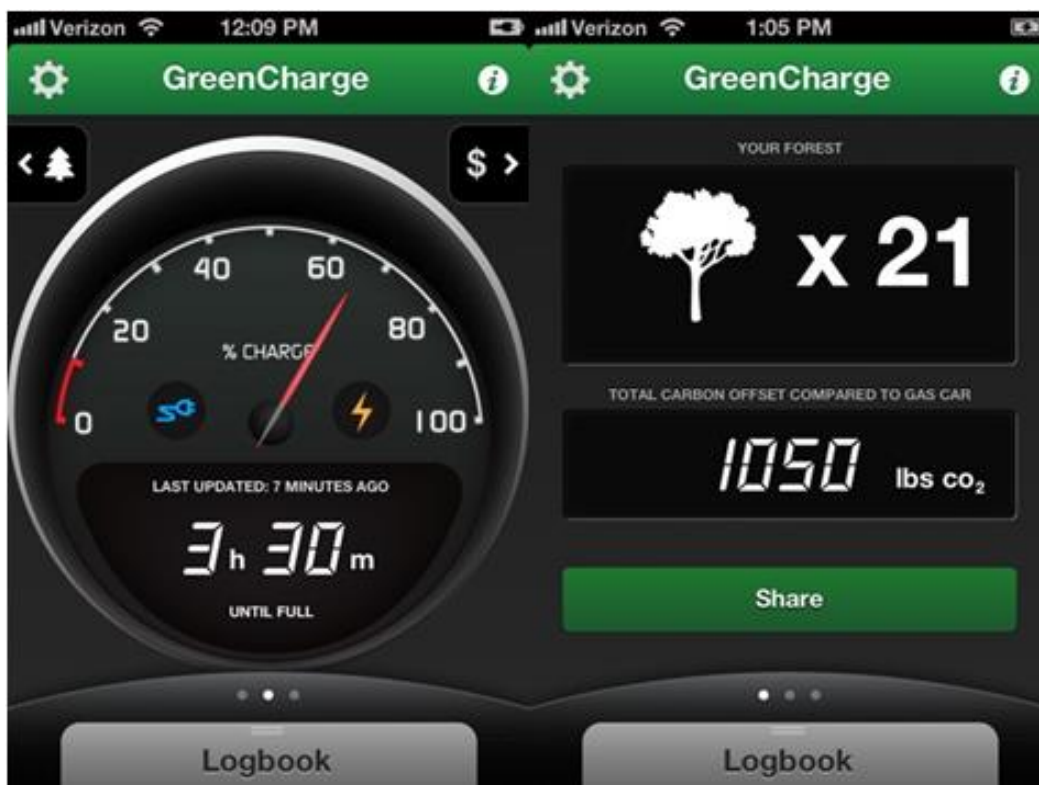 Verizon 12:09 PM
GreenCharge
$
40 60
20 80
% CHARGE
0 100
LAST UPDATED: 7 MINUTES AGO
3h 30m
UNTIL FULL
Logbook
Verizon 1:05 PM
GreenCharge
YOUR FOREST
x 21
TOTAL CARBON OFFSET COMPARED TO GAS CAR
1050 lbs co₂
Share
Logbook